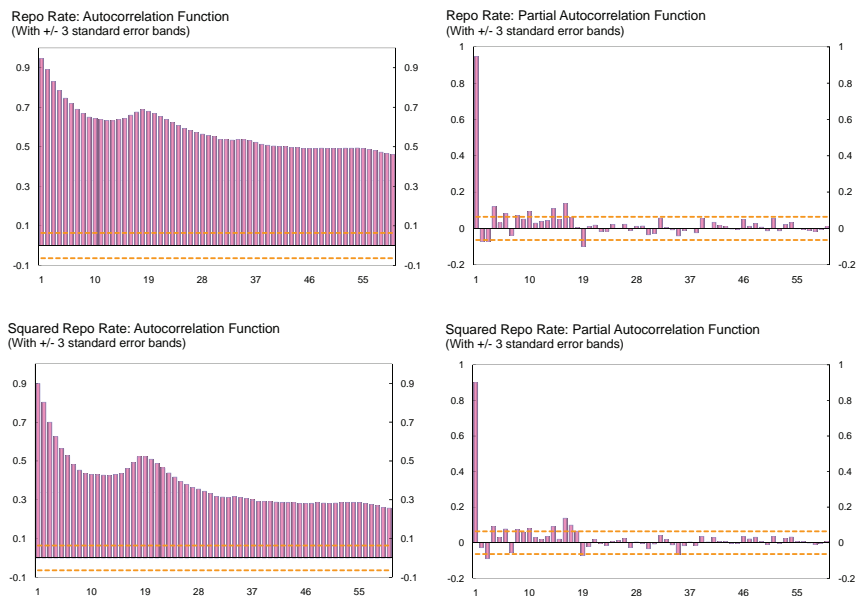 Repo Rate: Autocorrelation Function
(With +/- 3 standard error bands)
0.9 0.9
0.7 0.7
0.5 0.5
0.3 0.3
0.1 0.1
-0.1 -0.1
1 10 19 28 37 46 55
Repo Rate: Partial Autocorrelation Function
(With +/- 3 standard error bands)
1 1
0.8 0.8
0.6 0.6
0.4 0.4
0.2 0.2
0 0
-0.2 -0.2
1 10 19 28 37 46 55
Squared Repo Rate: Autocorrelation Function
(With +/- 3 standard error bands)
0.9 0.9
0.7 0.7
0.5 0.5
0.3 0.3
0.1 0.1
-0.1 -0.1
1 10 19 28 37 46 55
Squared Repo Rate: Partial Autocorrelation Function
(With +/- 3 standard error bands)
1 1
0.8 0.8
0.6 0.6
0.4 0.4
0.2 0.2
0 0
-0.2 -0.2
1 10 19 28 37 46 55